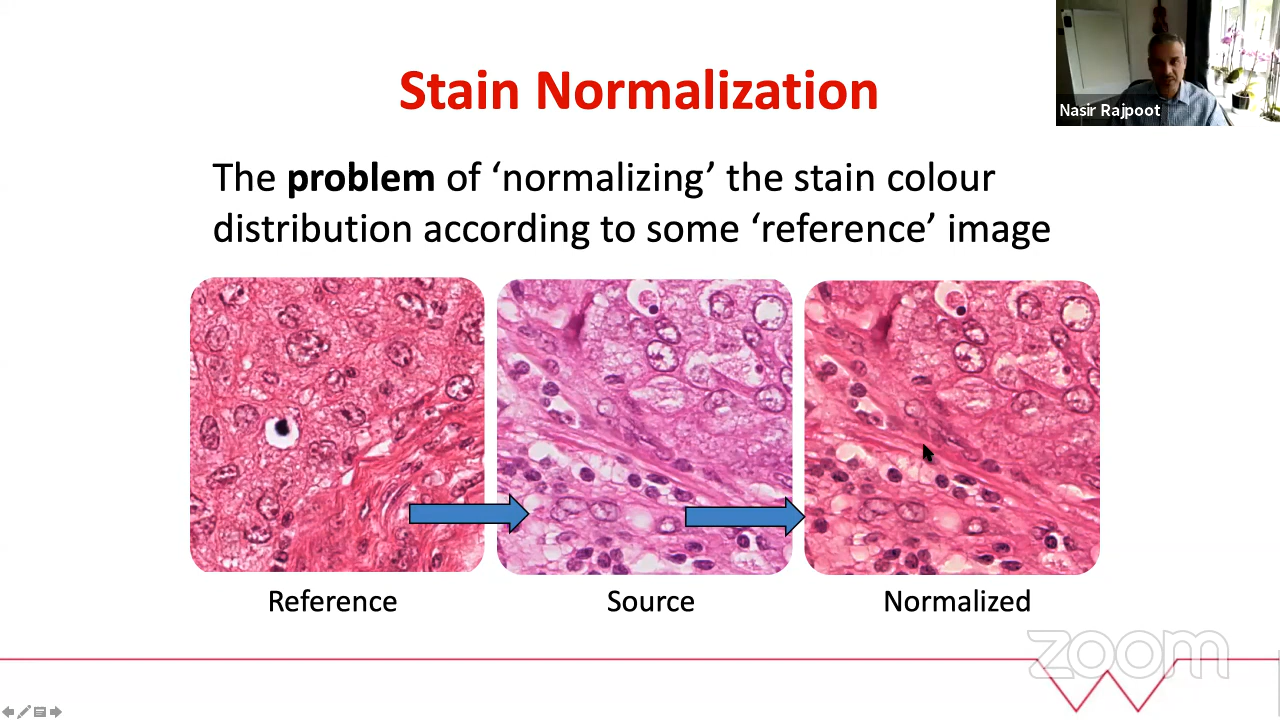 Stain Normalization
Nasir Rajpoot
The problem of ‘normalizing’ the stain colour
distribution according to some ‘reference’ image
Reference
Source
Normalized
zoom